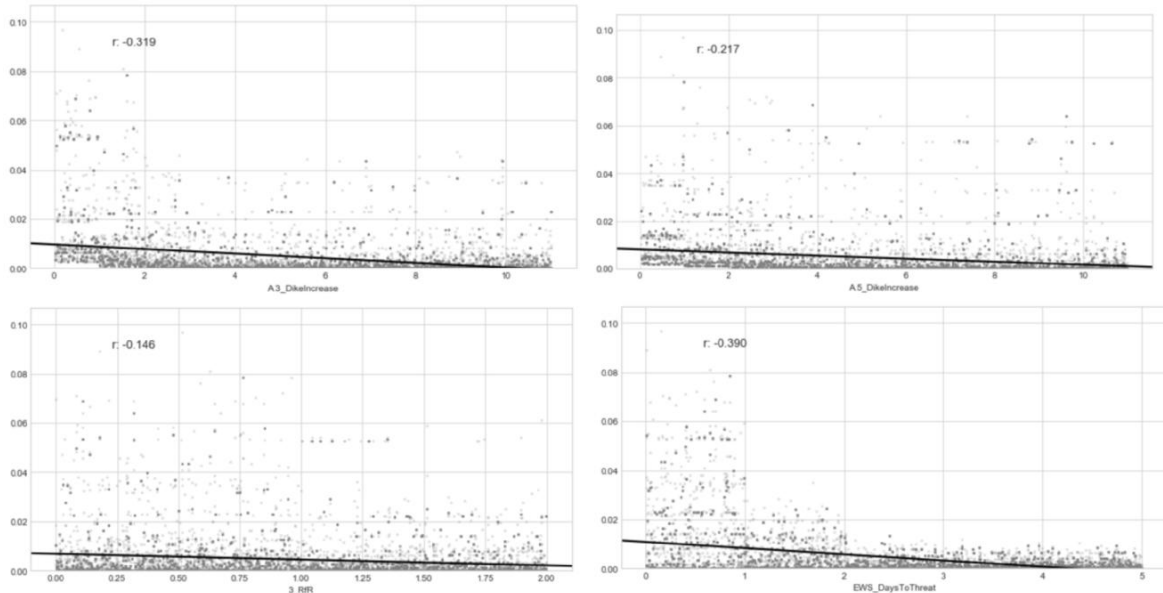 0.10
r: -0.319
0.08
0.06
0.04
0.02
0.00
0 2 4 6 8 10
A3_DikeIncrease
0.10
r: -0.217
0.08
0.06
0.04
0.02
0.00
0 2 4 6 8 10
A5_DikeIncrease
0.10
r: -0.146
0.08
0.06
0.04
0.02
0.00
0.00 0.25 0.50 0.75 1.00 1.25 1.50 1.75 2.00
3_RfR
0.10
r: -0.390
0.08
0.06
0.04
0.02
0.00
0 1 2 3 4 5
EWS_DaysToThreat